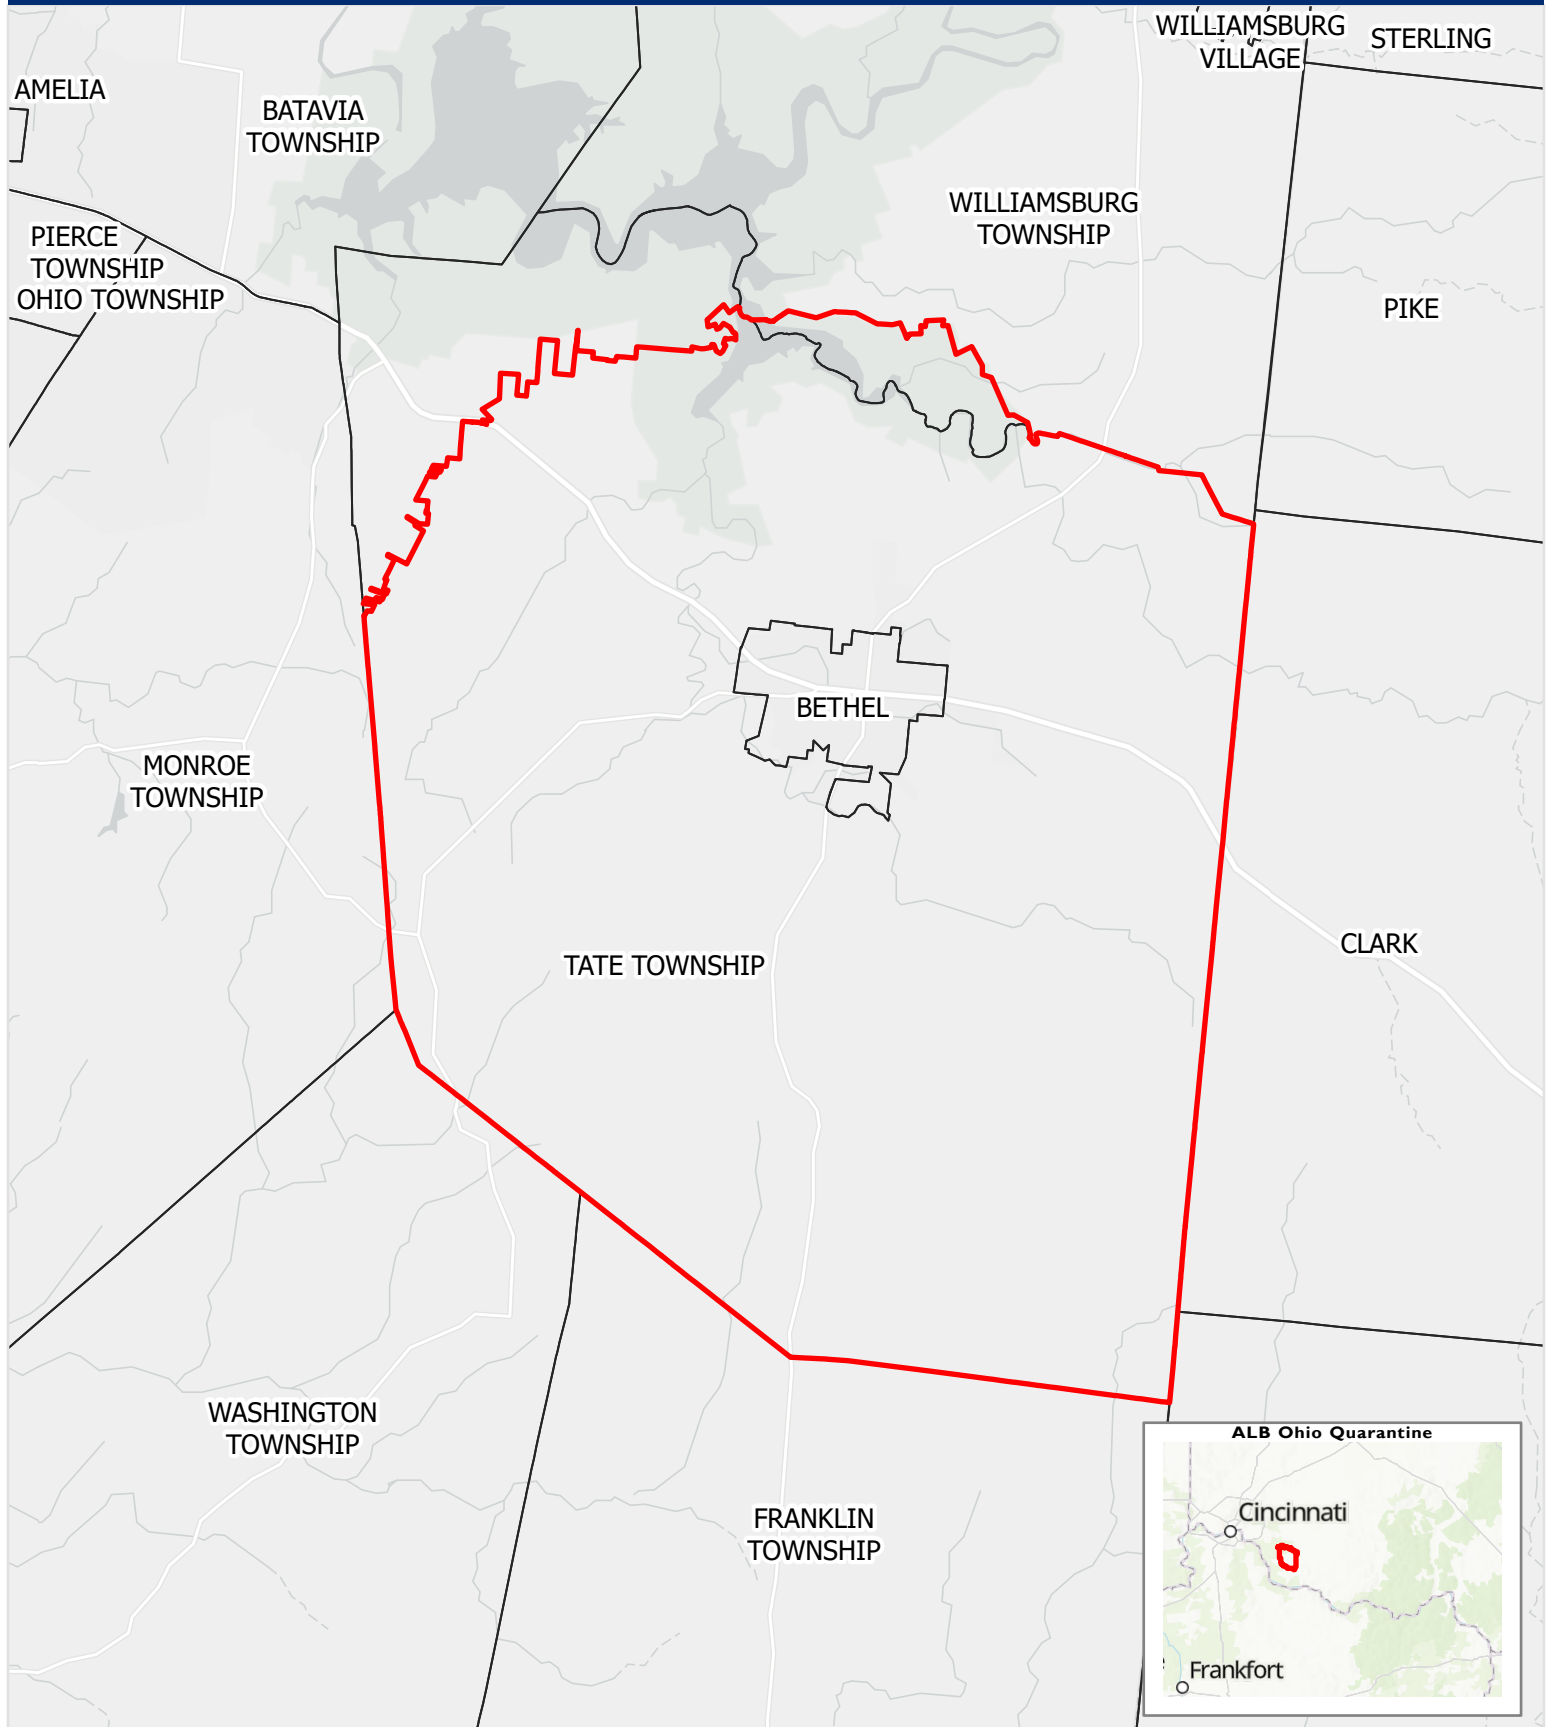 WILLIAMSBURG
VILLAGE
STERLING
AMELIA
BATAVIA
TOWNSHIP
WILLIAMSBURG
TOWNSHIP
PIERCE
TOWNSHIP
OHIO TOWNSHIP
PIKE
BETHEL
MONROE
TOWNSHIP
CLARK
TATE TOWNSHIP
WASHINGTON
TOWNSHIP
FRANKLIN
TOWNSHIP
ALB Ohio Quarantine
Cincinnati
Frankfort